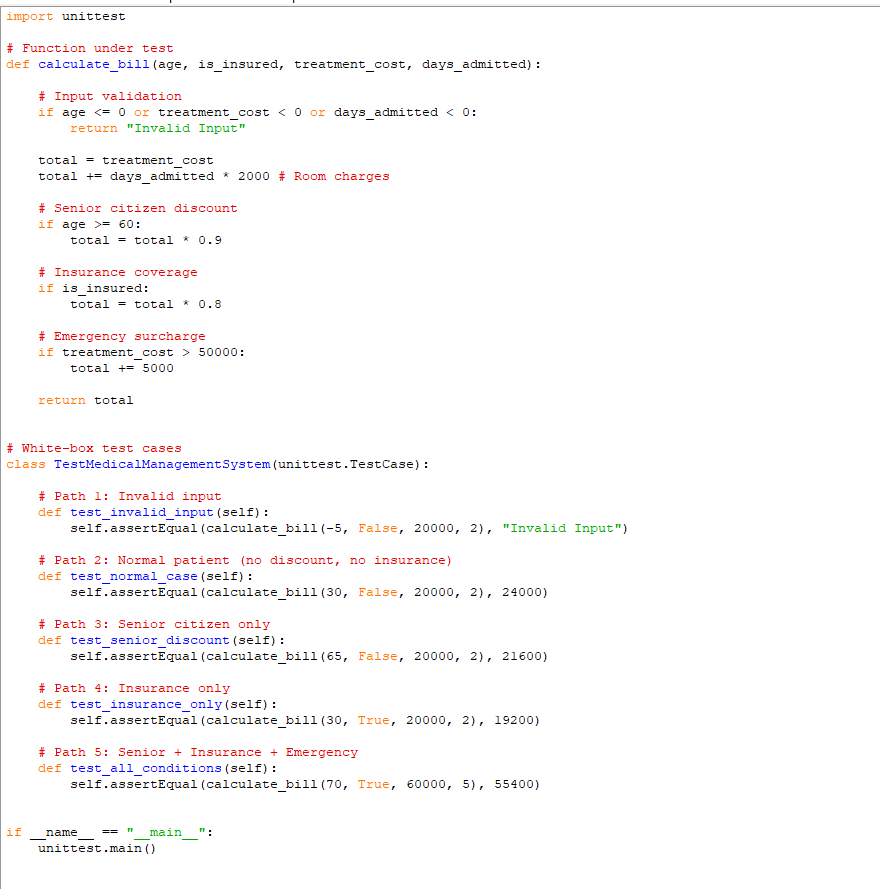 import unittest

# Function under test
def calculate_bill(age, is_insured, treatment_cost, days_admitted):

    # Input validation
    if age <= 0 or treatment_cost < 0 or days_admitted < 0:
        return "Invalid Input"

    total = treatment_cost
    total += days_admitted * 2000 # Room charges

    # Senior citizen discount
    if age >= 60:
        total = total * 0.9

    # Insurance coverage
    if is_insured:
        total = total * 0.8

    # Emergency surcharge
    if treatment_cost > 50000:
        total += 5000

    return total


# White-box test cases
class TestMedicalManagementSystem(unittest.TestCase):

    # Path 1: Invalid input
    def test_invalid_input(self):
        self.assertEqual(calculate_bill(-5, False, 20000, 2), "Invalid Input")

    # Path 2: Normal patient (no discount, no insurance)
    def test_normal_case(self):
        self.assertEqual(calculate_bill(30, False, 20000, 2), 24000)

    # Path 3: Senior citizen only
    def test_senior_discount(self):
        self.assertEqual(calculate_bill(65, False, 20000, 2), 21600)

    # Path 4: Insurance only
    def test_insurance_only(self):
        self.assertEqual(calculate_bill(30, True, 20000, 2), 19200)

    # Path 5: Senior + Insurance + Emergency
    def test_all_conditions(self):
        self.assertEqual(calculate_bill(70, True, 60000, 5), 55400)


if __name__ == "__main__":
    unittest.main()